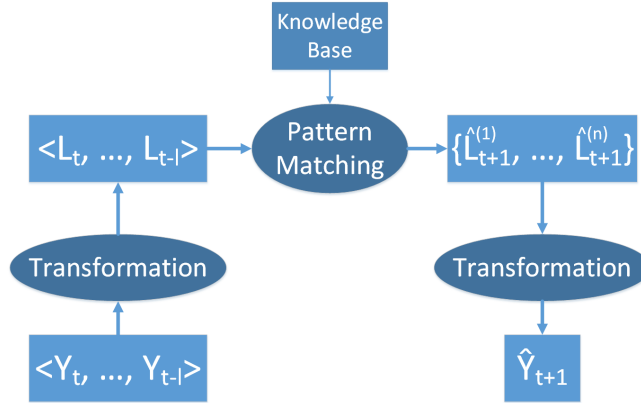 Knowledge
Base
<Lₜ, ..., Lₜ₋ₗ>
Pattern
Matching
{L̂ₜ₊₁⁽¹⁾, ..., L̂ₜ₊₁⁽ⁿ⁾}
Transformation
Transformation
<Yₜ, ..., Yₜ₋ₗ>
Ŷₜ₊₁